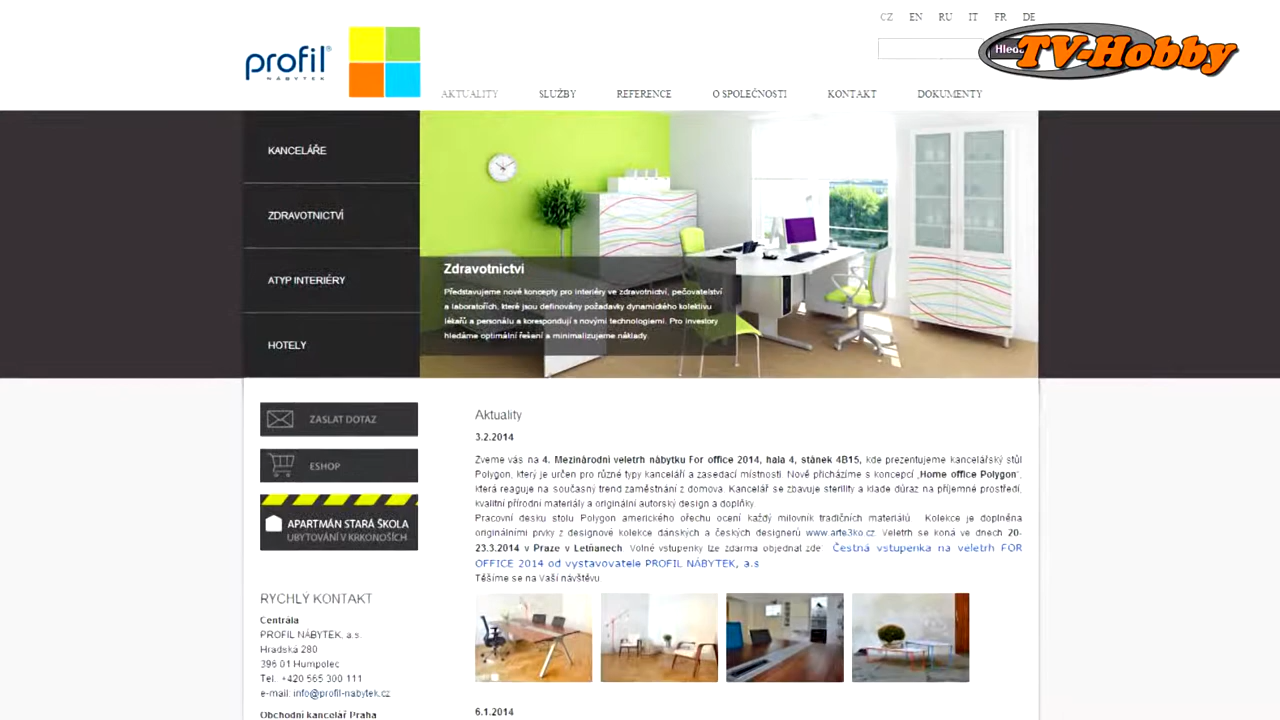 CZ EN RU IT FR DE
profil®
NÁBYTEK
TV-Hobby
AKTUALITY SLUŽBY REFERENCE O SPOLEČNOSTI KONTAKT DOKUMENTY
KANCELÁŘE
ZDRAVOTNICTVÍ
ATYP INTERIÉRY
HOTELY
Zdravotnictví
Představujeme nové koncepty pro interiéry ve zdravotnictví, pečovatelství
a laboratořích, které jsou definovány požadavky dynamického kolektivu
lékařů a personálu a korespondují s novými technologiemi. Pro investory
hledáme optimální řešení a minimalizujeme náklady.
ZASLAT DOTAZ
ESHOP
APARTMÁN STARÁ ŠKOLA
UBYTOVÁNÍ V KRKONOŠÍCH
RYCHLÝ KONTAKT
Centrála
PROFIL NÁBYTEK, a.s.
Hradská 280
396 01 Humpolec
Tel.: +420 565 300 111
e-mail: info@profil-nabytek.cz
Obchodní kancelář Praha
Aktuality
3.2.2014
Zveme vás na 4. Mezinárodní veletrh nábytku For office 2014, hala 4, stánek 4B15, kde prezentujeme kancelářský stůl
Polygon, který je určen pro různé typy kanceláří a zasedací místnosti. Nově přicházíme s koncepcí „Home office Polygon“,
která reaguje na současný trend zaměstnání z domova. Kancelář se zbavuje sterility a klade důraz na příjemné prostředí,
kvalitní přírodní materiály a originální autorský design a doplňky.
Pracovní desku stolu Polygon amerického ořechu ocení každý milovník tradičních materiálů. Kolekce je doplněna
originálními prvky z designové kolekce dánských a českých designérů www.arte3ko.cz. Veletrh se koná ve dnech 20-
23.3.2014 v Praze v Letňanech. Volné vstupenky lze zdarma objednat zde: Čestná vstupenka na veletrh FOR
OFFICE 2014 od vystavovatele PROFIL NÁBYTEK, a.s
Těšíme se na Vaši návštěvu.
6.1.2014